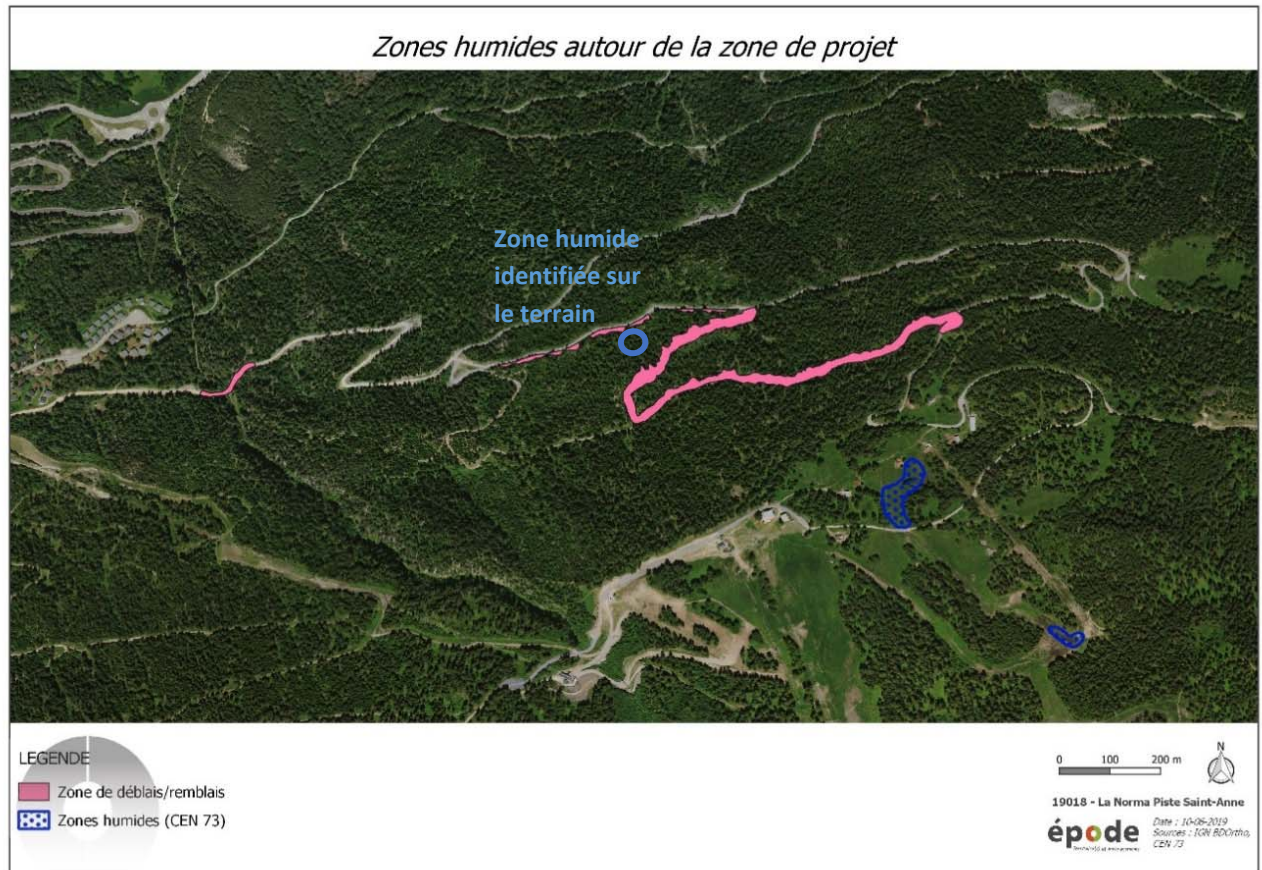 Zones humides autour de la zone de projet
Zone humide
identifiée sur
le terrain
LEGENDE
Zone de déblais/remblais
Zones humides (CEN 73)
0 100 200 m
N
19018 - La Norma Piste Saint-Anne
épode
Date : 10-06-2019
Sources : IGN BDOrtho,
CEN 73